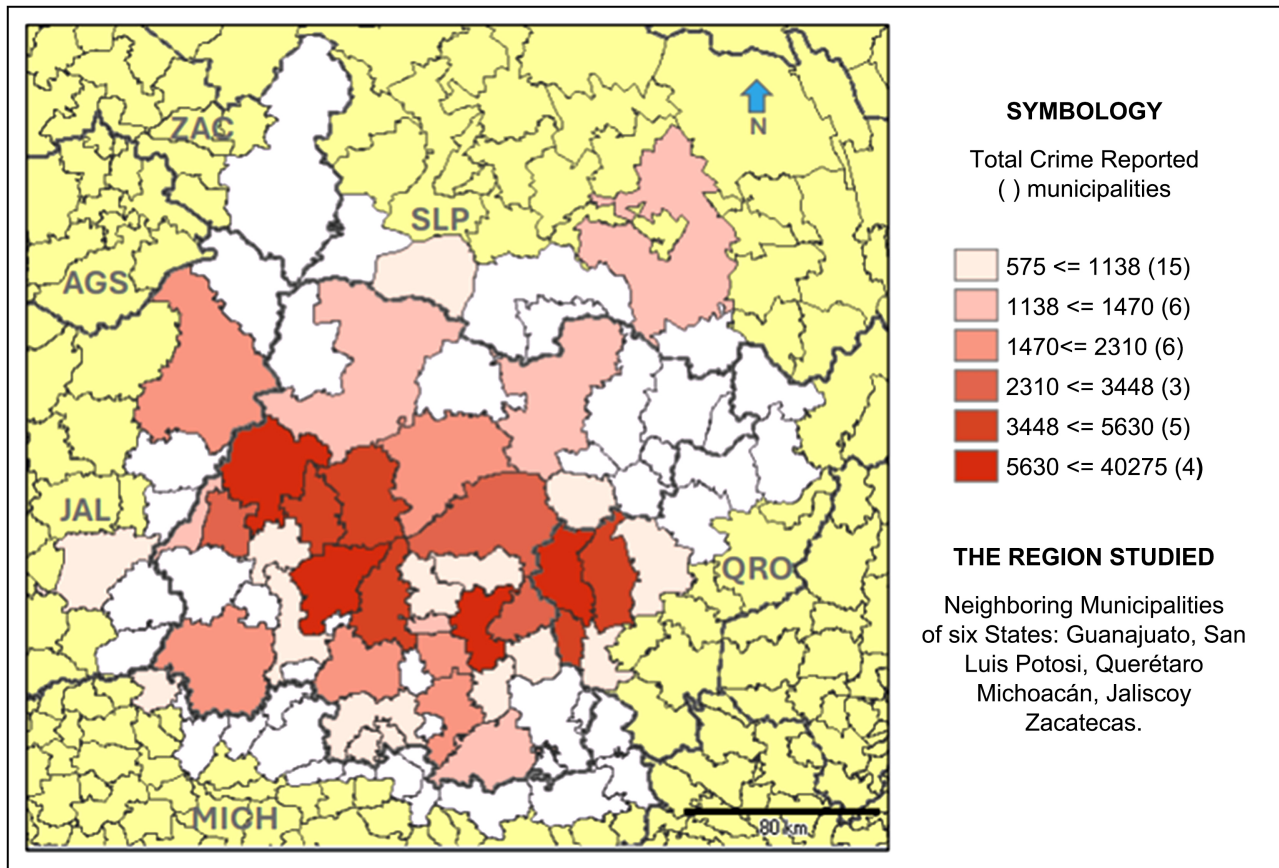 ZAC
N
SLP
AGS
JAL
QRO
MICH
80 km
SYMBOLOGY
Total Crime Reported
( ) municipalities
575 <= 1138 (15)
1138 <= 1470 (6)
1470<= 2310 (6)
2310 <= 3448 (3)
3448 <= 5630 (5)
5630 <= 40275 (4)
THE REGION STUDIED
Neighboring Municipalities
of six States: Guanajuato, San
Luis Potosi, Querétaro
Michoacán, Jaliscoy
Zacatecas.